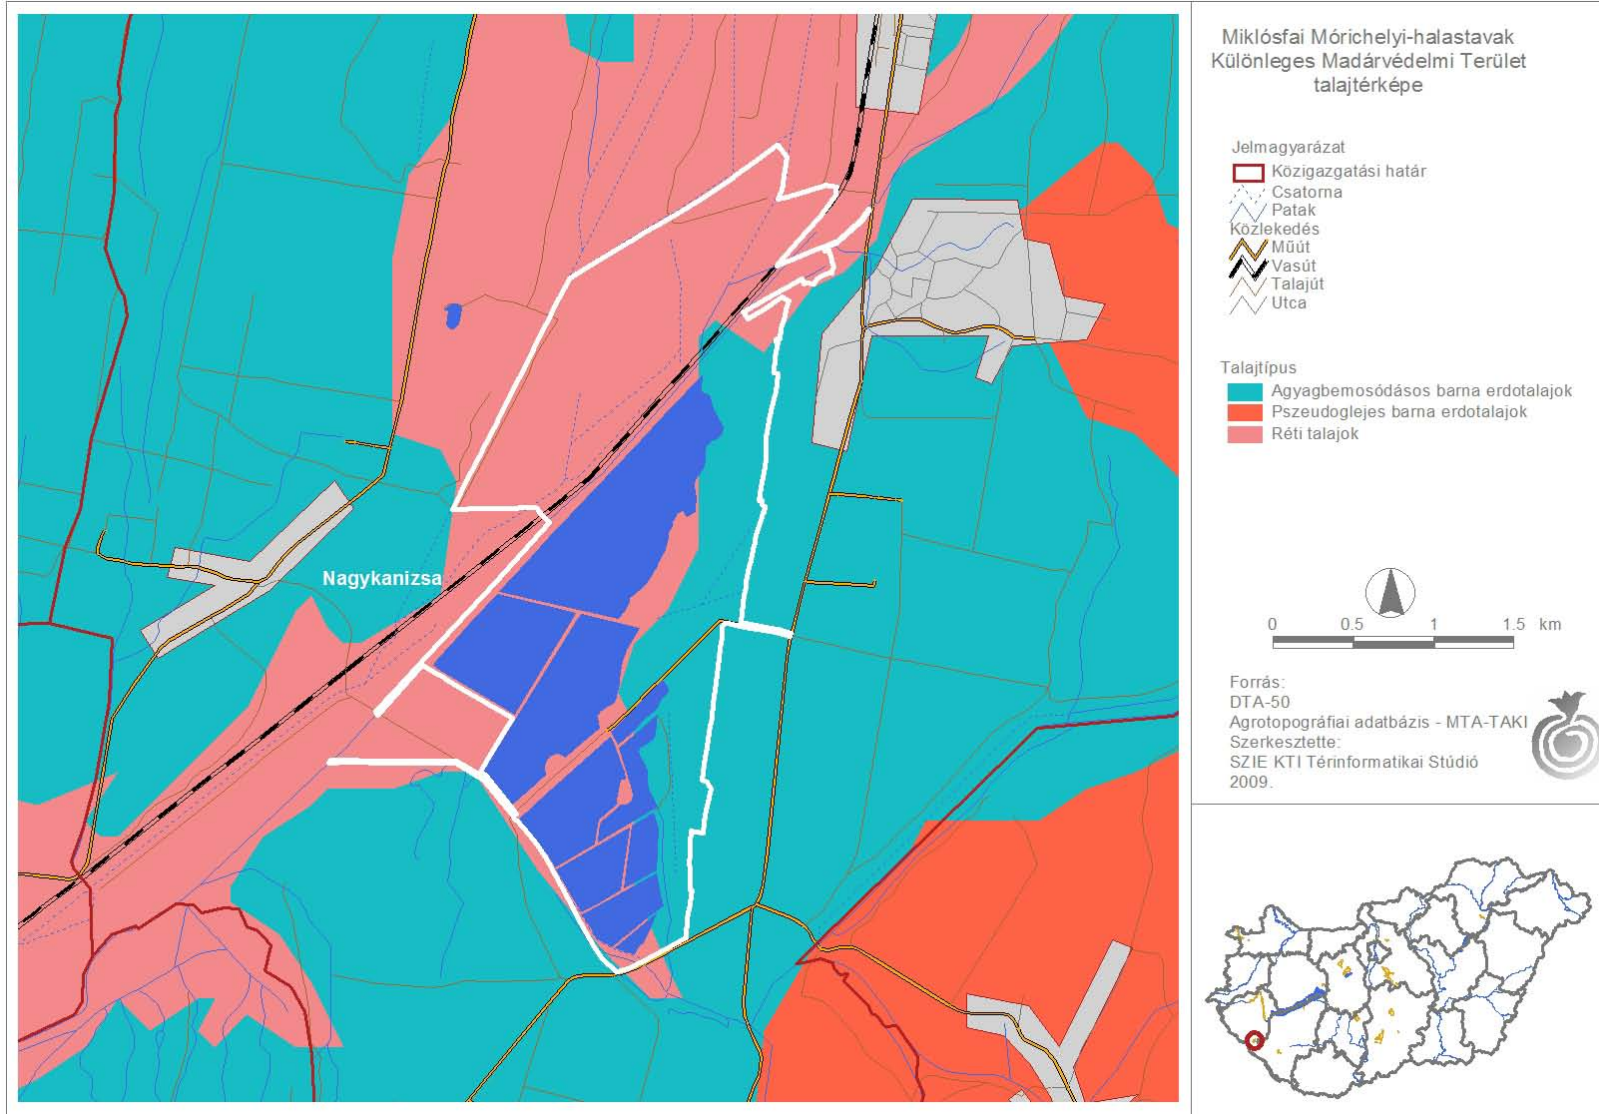 Miklósfai Mórichelyi-halastavak
Különleges Madárvédelmi Terület
talajtérképe
Jelmagyarázat
Közigazgatási határ
Csatorna
Patak
Közlekedés
Műút
Vasút
Talajút
Utca
Talajtípus
Agyagbemosódásos barna erdotalajok
Pszeudoglejes barna erdotalajok
Réti talajok
Nagykanizsa
0 0.5 1 1.5 km
Forrás:
DTA-50
Agrotopográfiai adatbázis - MTA-TAKI
Szerkesztette:
SZIE KTI Térinformatikai Stúdió
2009.